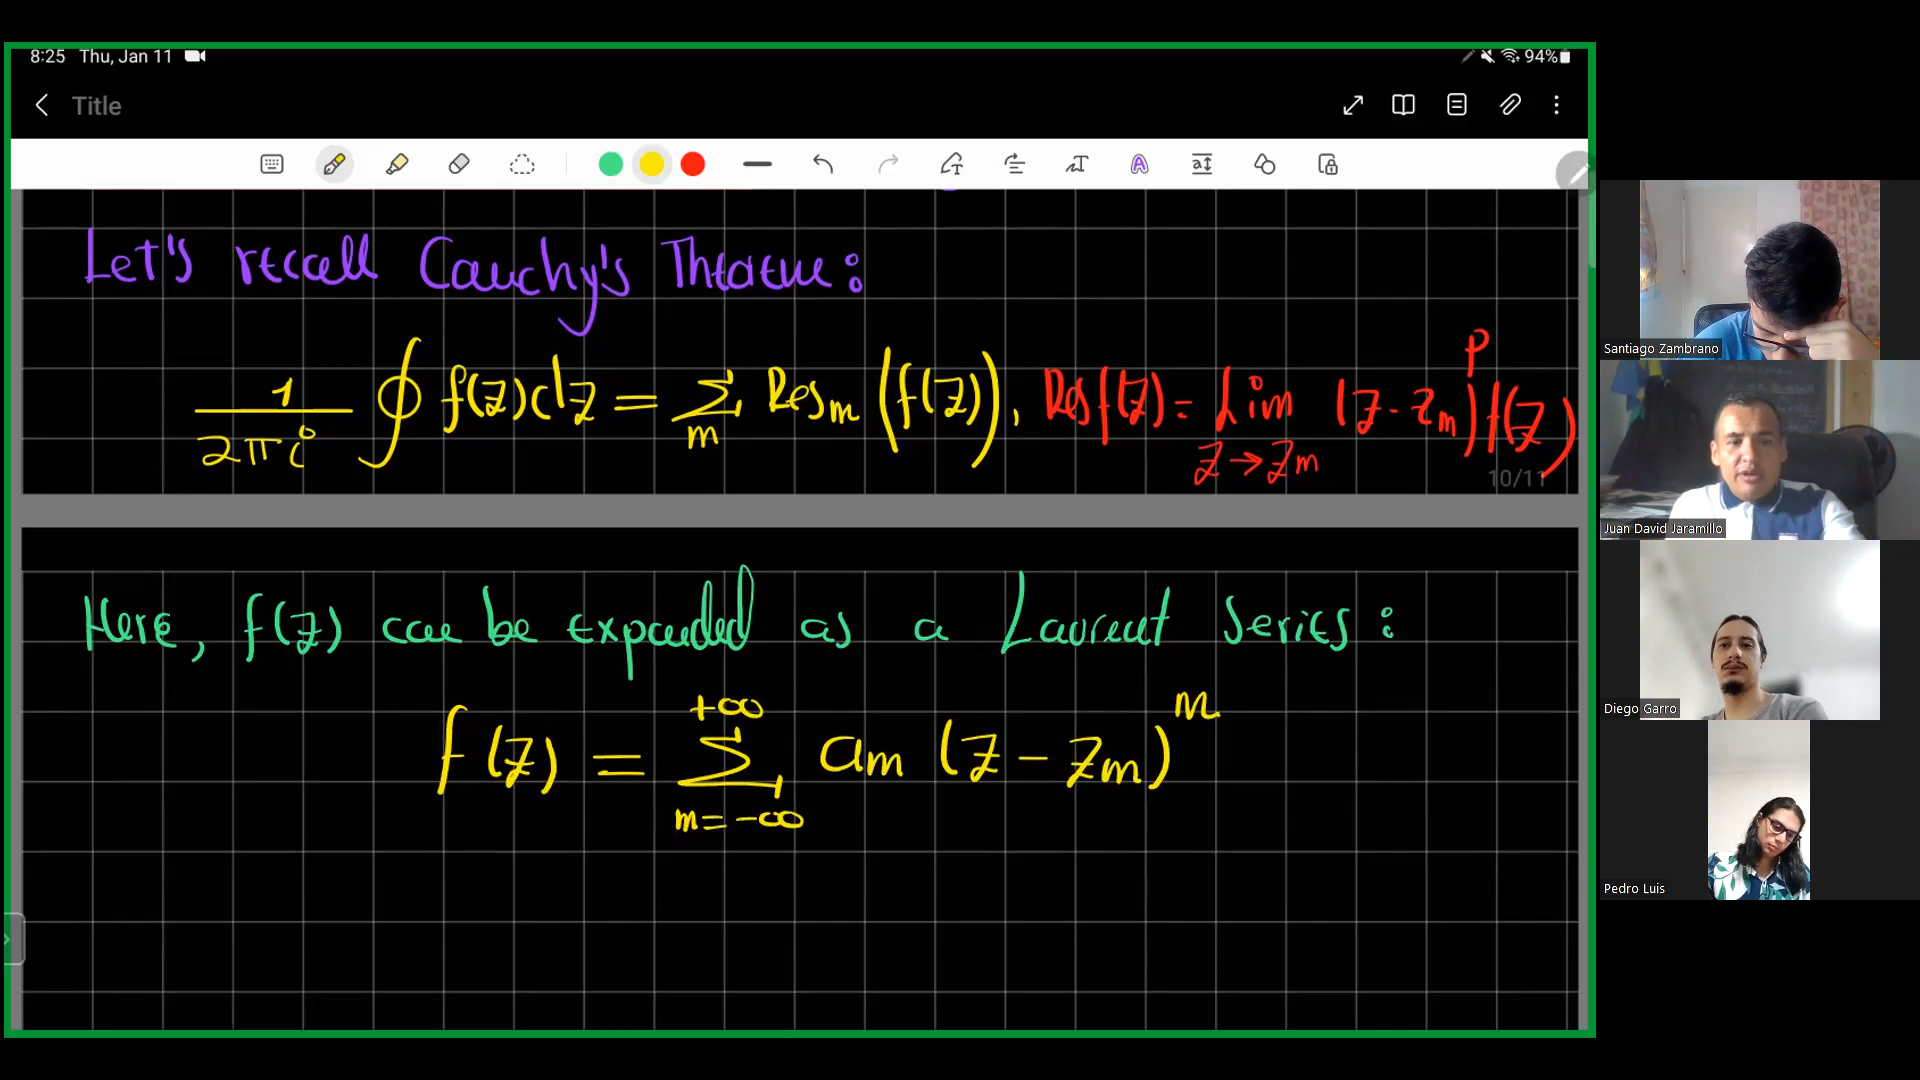 8:25 Thu, Jan 11
94%
Title
Let's recall Cauchy's Theorem:
1/2πi ∮ f(z)dz = Σ_m Res_m (f(z)), Res f(z) = Lim_{z→z_m} (z-z_m)^p f(z)
10/11
Here, f(z) can be expanded as a Laurent Series:
f(z) = Σ_{m=-∞}^{+∞} a_m (z - z_m)^m
Santiago Zambrano
Juan David Jaramillo
Diego Garro
Pedro Luis